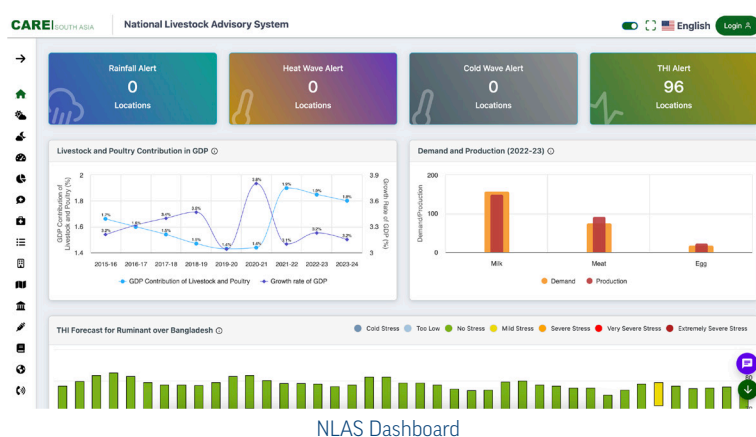 CARE SOUTH ASIA
National Livestock Advisory System
English
Login
Rainfall Alert
0
Locations
Heat Wave Alert
0
Locations
Cold Wave Alert
0
Locations
THI Alert
96
Locations
Livestock and Poultry Contribution in GDP
GDP Contribution of
Livestock and Poultry (%)
2
1.8
1.6
1.4
3.9
3.6
3.3
3
Growth Rate of GDP (%)
2015-16 2016-17 2017-18 2018-19 2019-20 2020-21 2021-22 2022-23 2023-24
GDP Contribution of Livestock and Poultry
Growth rate of GDP
Demand and Production (2022-23)
Demand/Production
200
100
0
Milk Meat Egg
Demand Production
THI Forecast for Ruminant over Bangladesh
Cold Stress Too Low No Stress Mild Stress Severe Stress Very Severe Stress Extremely Severe Stress
NLAS Dashboard